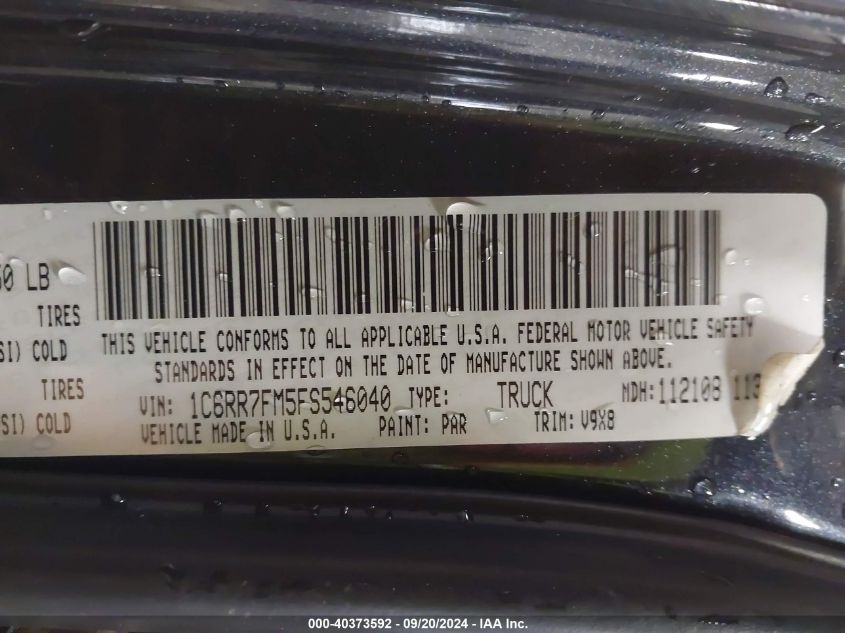 50 LB
TIRES
SI) COLD
TIRES
SI) COLD
THIS VEHICLE CONFORMS TO ALL APPLICABLE U.S.A. FEDERAL MOTOR VEHICLE SAFETY
STANDARDS IN EFFECT ON THE DATE OF MANUFACTURE SHOWN ABOVE.
VIN: 1C6RR7FM5FS546040 TYPE: TRUCK MDH:112108
VEHICLE MADE IN U.S.A. PAINT: PAR TRIM: V9X8
000-40373592 - 09/20/2024 - IAA Inc.